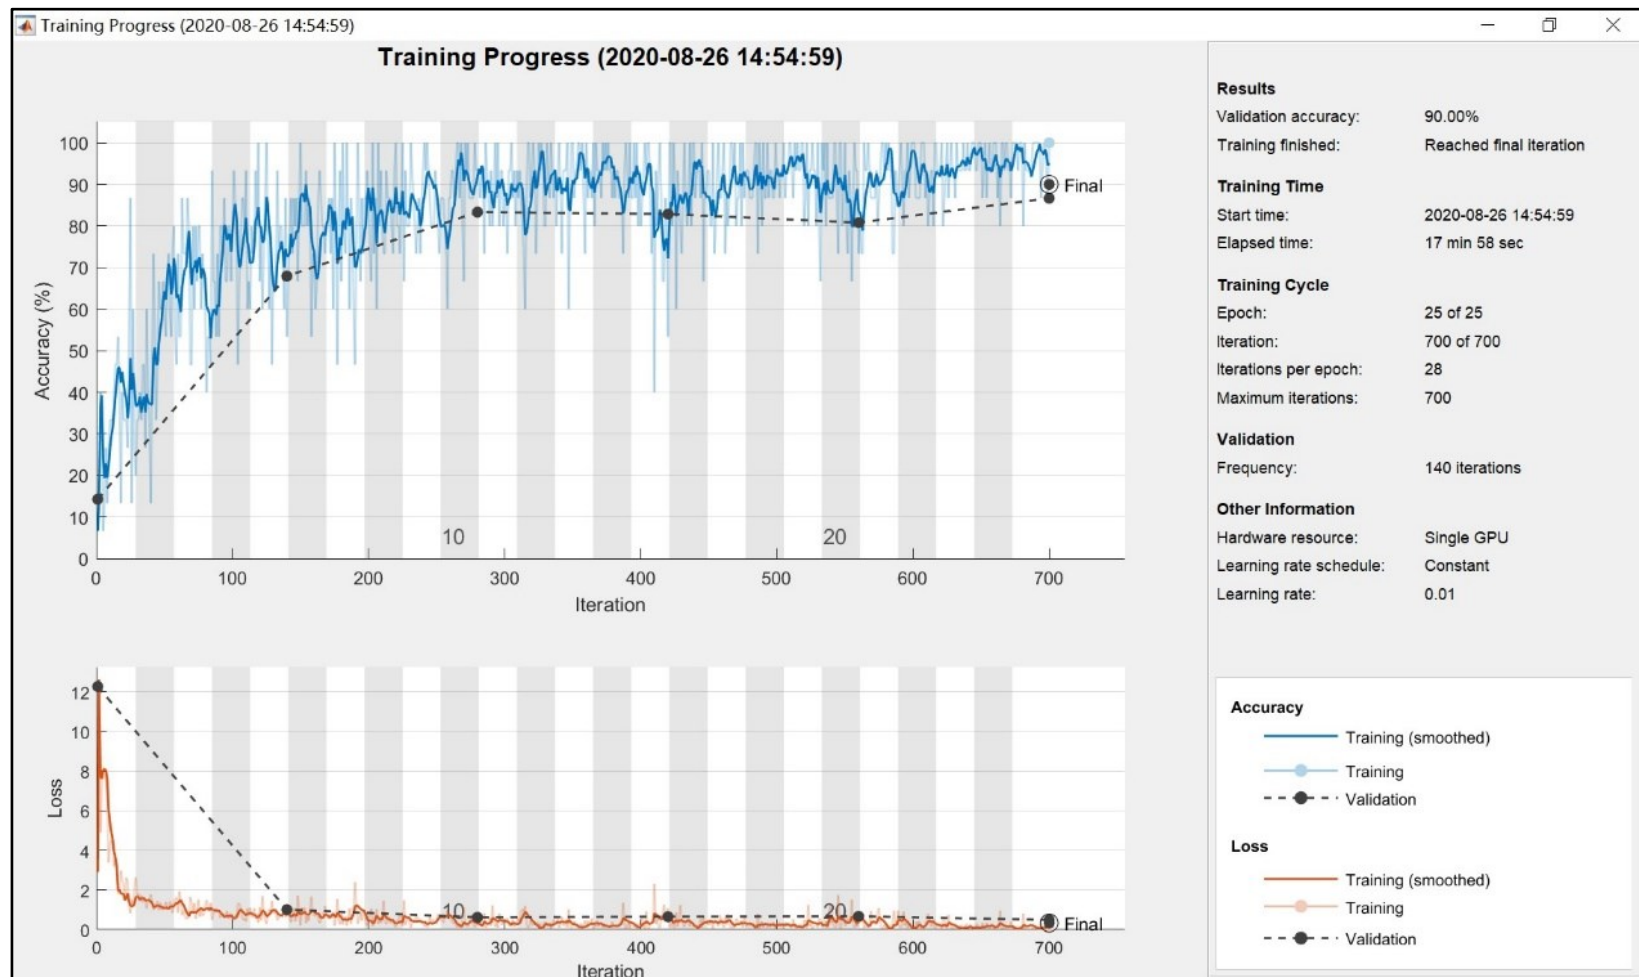 Training Progress (2020-08-26 14:54:59)
Training Progress (2020-08-26 14:54:59)
100
90
80
70
60
50
40
30
20
10
0
Accuracy (%)
Final
10
20
0 100 200 300 400 500 600 700
Iteration
12
10
8
6
4
2
0
Loss
10
20
Final
0 100 200 300 400 500 600 700
Iteration
Results
Validation accuracy: 90.00%
Training finished: Reached final iteration
Training Time
Start time: 2020-08-26 14:54:59
Elapsed time: 17 min 58 sec
Training Cycle
Epoch: 25 of 25
Iteration: 700 of 700
Iterations per epoch: 28
Maximum iterations: 700
Validation
Frequency: 140 iterations
Other Information
Hardware resource: Single GPU
Learning rate schedule: Constant
Learning rate: 0.01
Accuracy
Training (smoothed)
Training
Validation
Loss
Training (smoothed)
Training
Validation